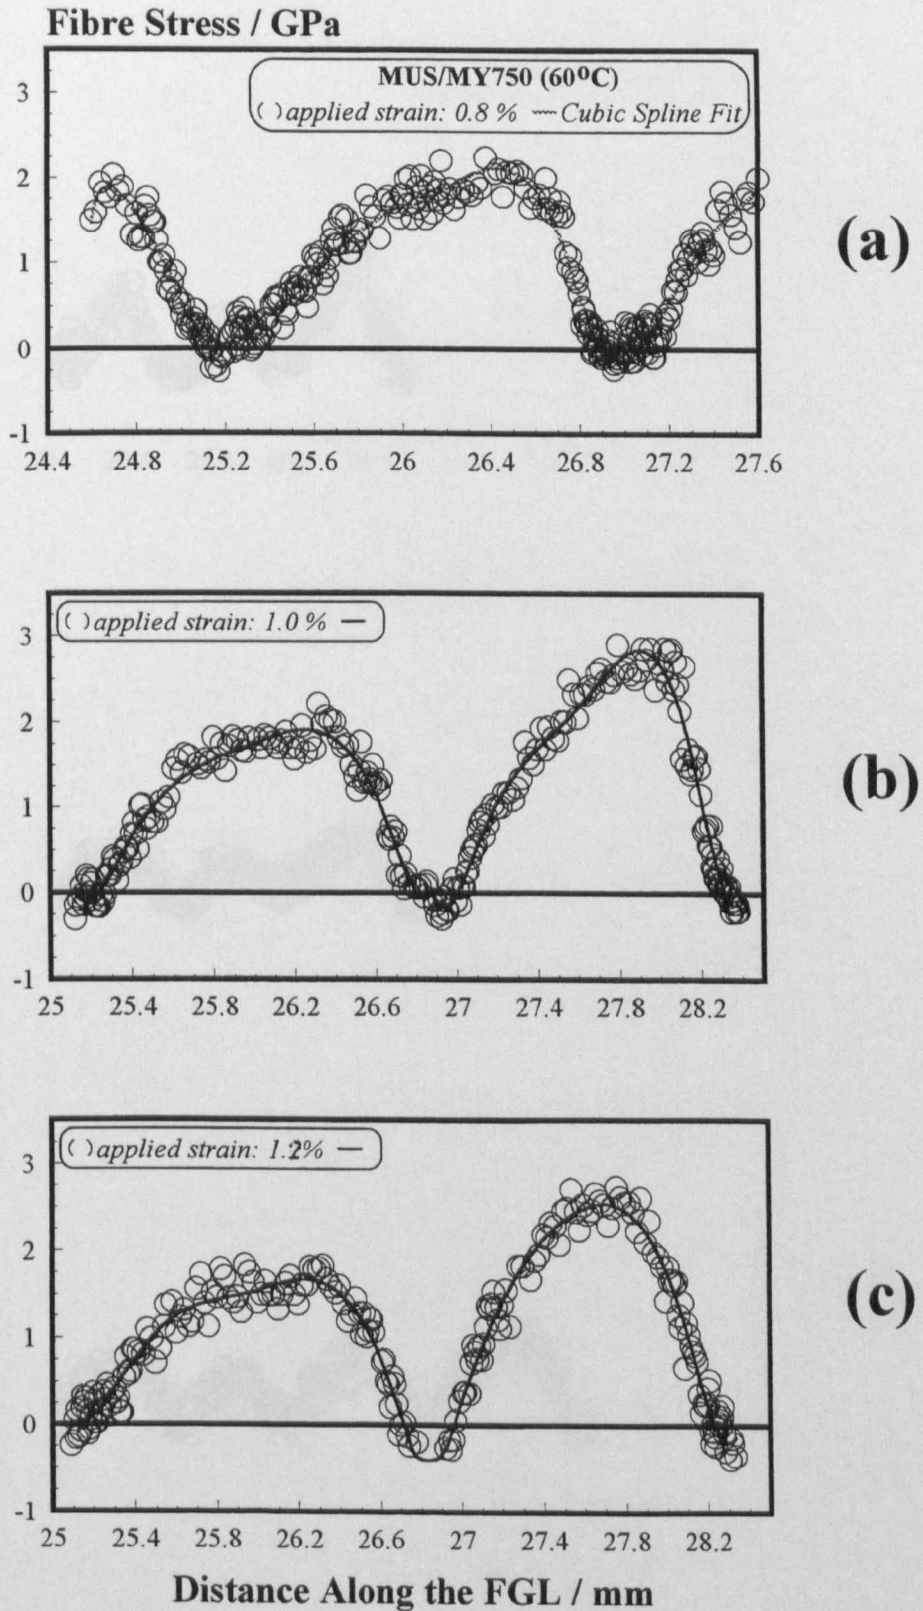 Fibre Stress / GPa
MUS/MY750 (60°C)
( ) applied strain: 0.8 % — Cubic Spline Fit
3
2
1
0
-1
24.4 24.8 25.2 25.6 26 26.4 26.8 27.2 27.6
(a)
( ) applied strain: 1.0 % —
3
2
1
0
-1
25 25.4 25.8 26.2 26.6 27 27.4 27.8 28.2
(b)
( ) applied strain: 1.2% —
3
2
1
0
-1
25 25.4 25.8 26.2 26.6 27 27.4 27.8 28.2
(c)
Distance Along the FGL / mm